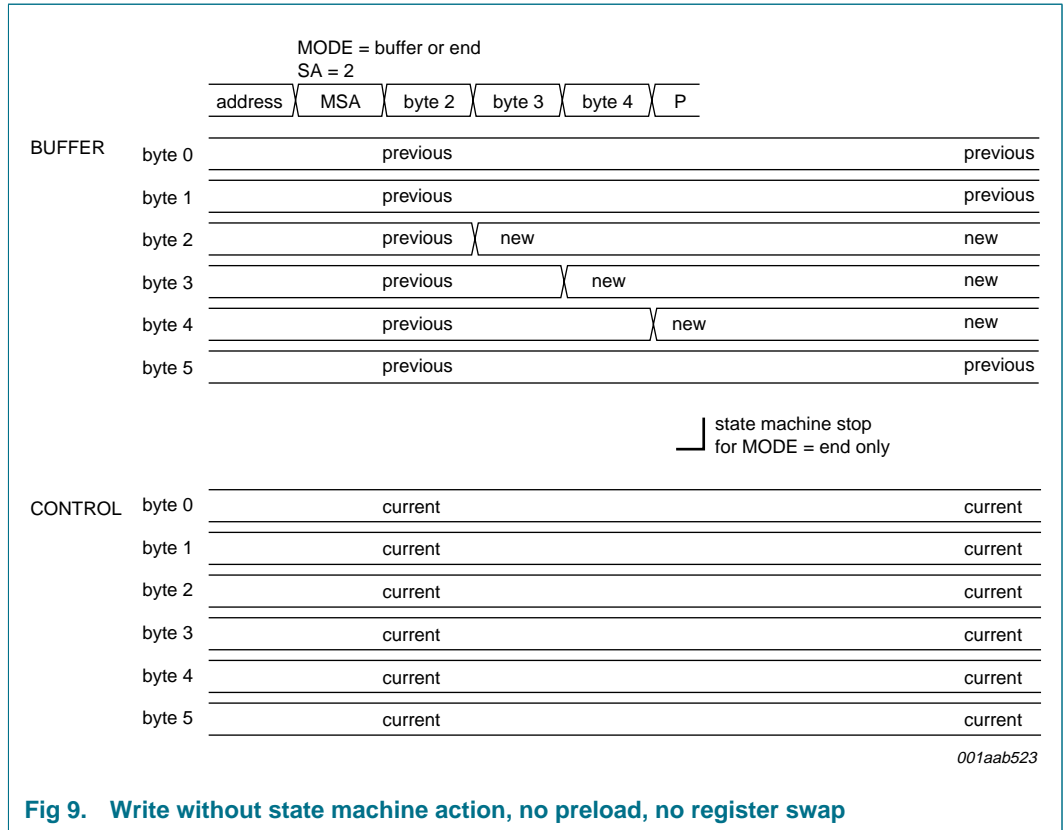 MODE = buffer or end
SA = 2
address MSA byte 2 byte 3 byte 4 P
BUFFER byte 0 previous previous
byte 1 previous previous
byte 2 previous new new
byte 3 previous new new
byte 4 previous new new
byte 5 previous previous
state machine stop
for MODE = end only
CONTROL byte 0 current current
byte 1 current current
byte 2 current current
byte 3 current current
byte 4 current current
byte 5 current current
001aab523
Fig 9. Write without state machine action, no preload, no register swap